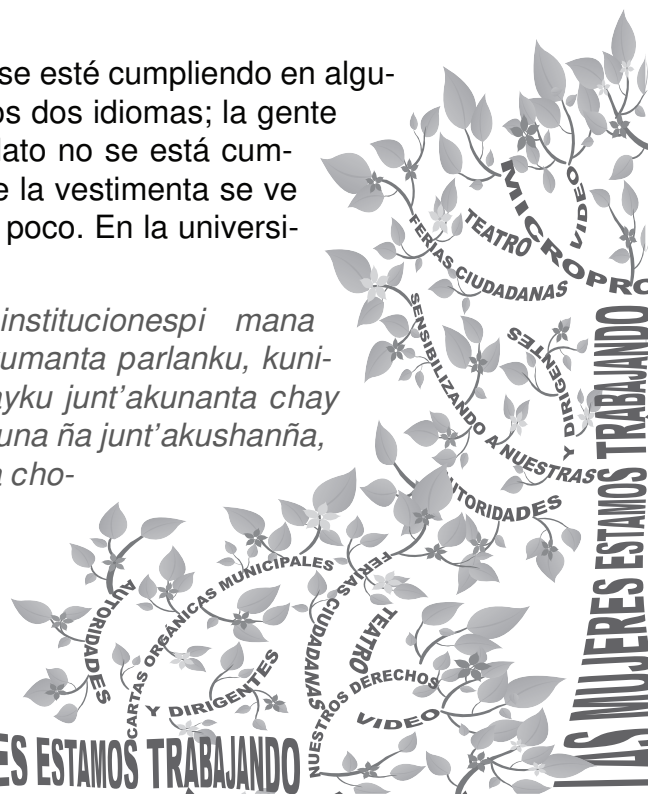 se esté cumpliendo en algu-
os dos idiomas; la gente
lato no se está cum-
e la vestimenta se ve
poco. En la universi-
institucionespi mana
umanta parlanku, kuni-
ayku junt'akunanta chay
una ña junt'akushanña,
a cho-
MICROPRO
VIDEO
TEATRO
FERIAS CIUDADANAS
SENSIBILIZANDO A NUESTRAS
Y DIRIGENTES
AUTORIDADES
LAS MUJERES ESTAMOS TRABAJANDO
AUTORIDADES
CARTAS ORGÁNICAS MUNICIPALES
Y DIRIGENTES
FERIAS CIUDADANAS
TEATRO
NUESTROS DERECHOS
VIDEO
ES ESTAMOS TRABAJANDO